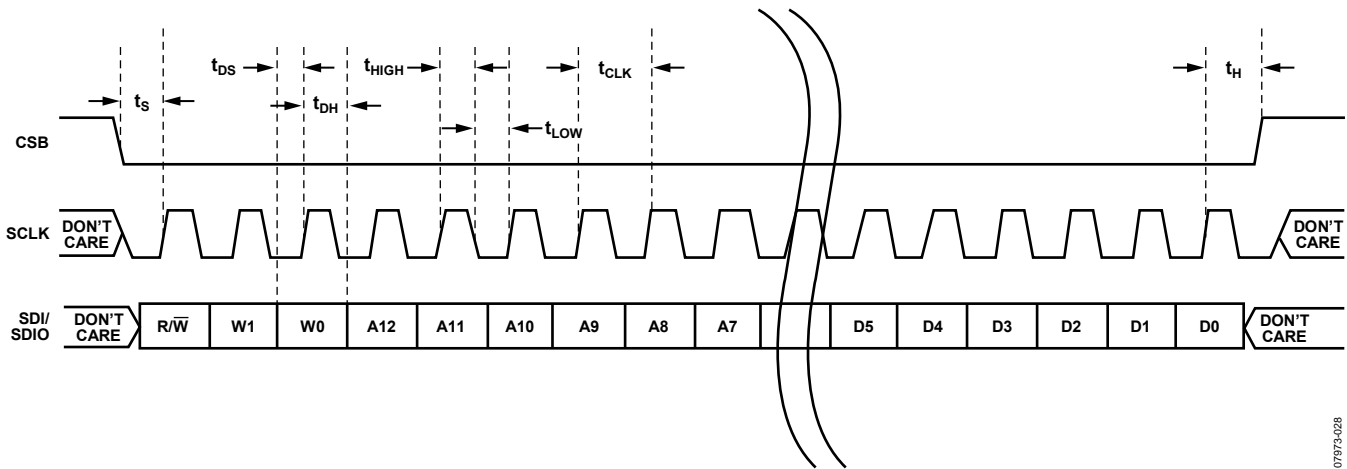 tDS tHIGH tCLK tH
tS tDH tLOW
CSB
SCLK DON'T CARE DON'T CARE
SDI/SDIO DON'T CARE R/W̅ W1 W0 A12 A11 A10 A9 A8 A7 D5 D4 D3 D2 D1 D0 DON'T CARE
07973-028